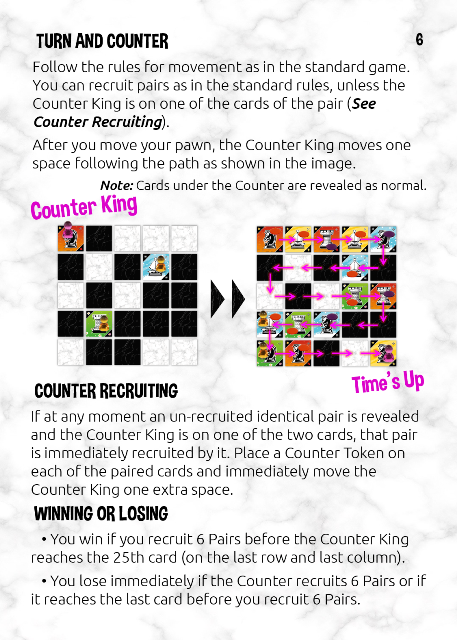 TURN AND COUNTER
6
Follow the rules for movement as in the standard game.
You can recruit pairs as in the standard rules, unless the
Counter King is on one of the cards of the pair (See
Counter Recruiting).
After you move your pawn, the Counter King moves one
space following the path as shown in the image.
Note: Cards under the Counter are revealed as normal.
Counter King
Time's Up
COUNTER RECRUITING
If at any moment an un-recruited identical pair is revealed
and the Counter King is on one of the two cards, that pair
is immediately recruited by it. Place a Counter Token on
each of the paired cards and immediately move the
Counter King one extra space.
WINNING OR LOSING
• You win if you recruit 6 Pairs before the Counter King
reaches the 25th card (on the last row and last column).
• You lose immediately if the Counter recruits 6 Pairs or if
it reaches the last card before you recruit 6 Pairs.